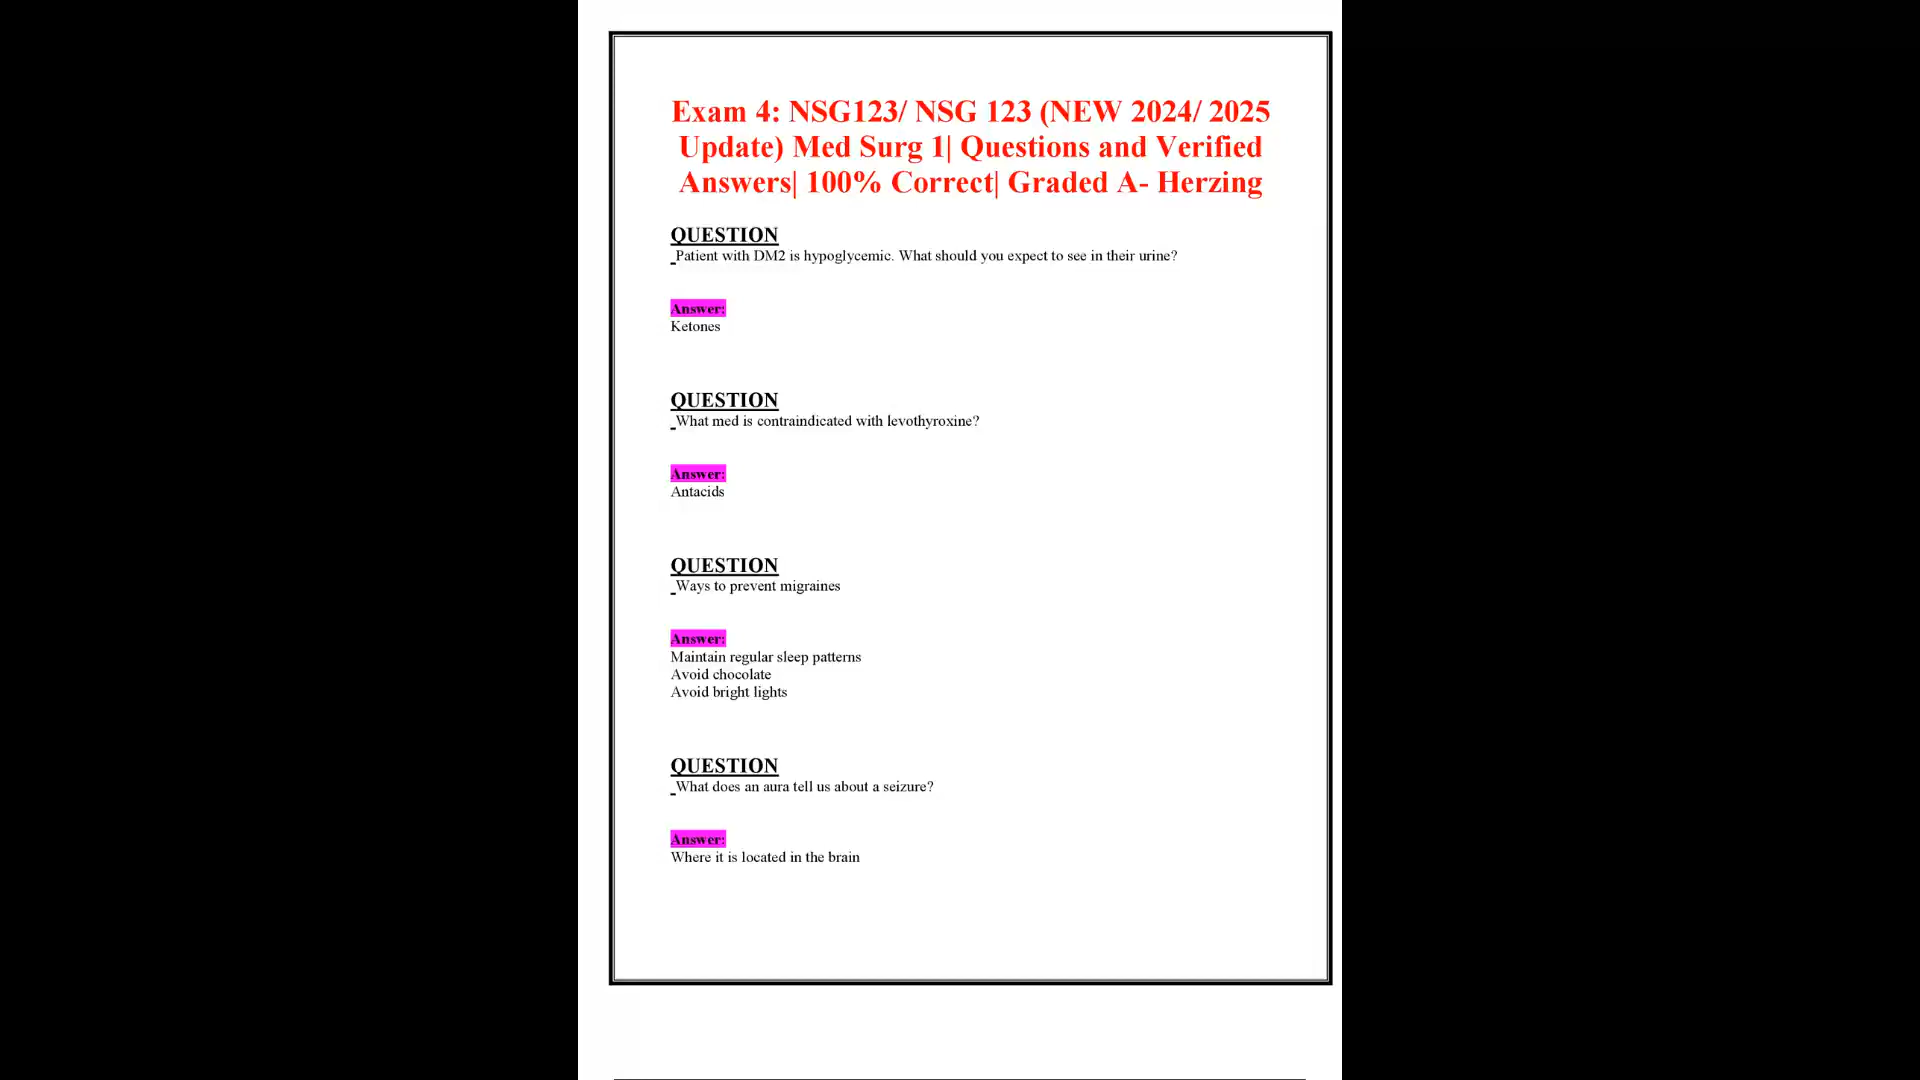 Exam 4: NSG123/ NSG 123 (NEW 2024/ 2025
Update) Med Surg 1| Questions and Verified
Answers| 100% Correct| Graded A- Herzing
QUESTION
Patient with DM2 is hypoglycemic. What should you expect to see in their urine?
Answer:
Ketones
QUESTION
What med is contraindicated with levothyroxine?
Answer:
Antacids
QUESTION
Ways to prevent migraines
Answer:
Maintain regular sleep patterns
Avoid chocolate
Avoid bright lights
QUESTION
What does an aura tell us about a seizure?
Answer:
Where it is located in the brain